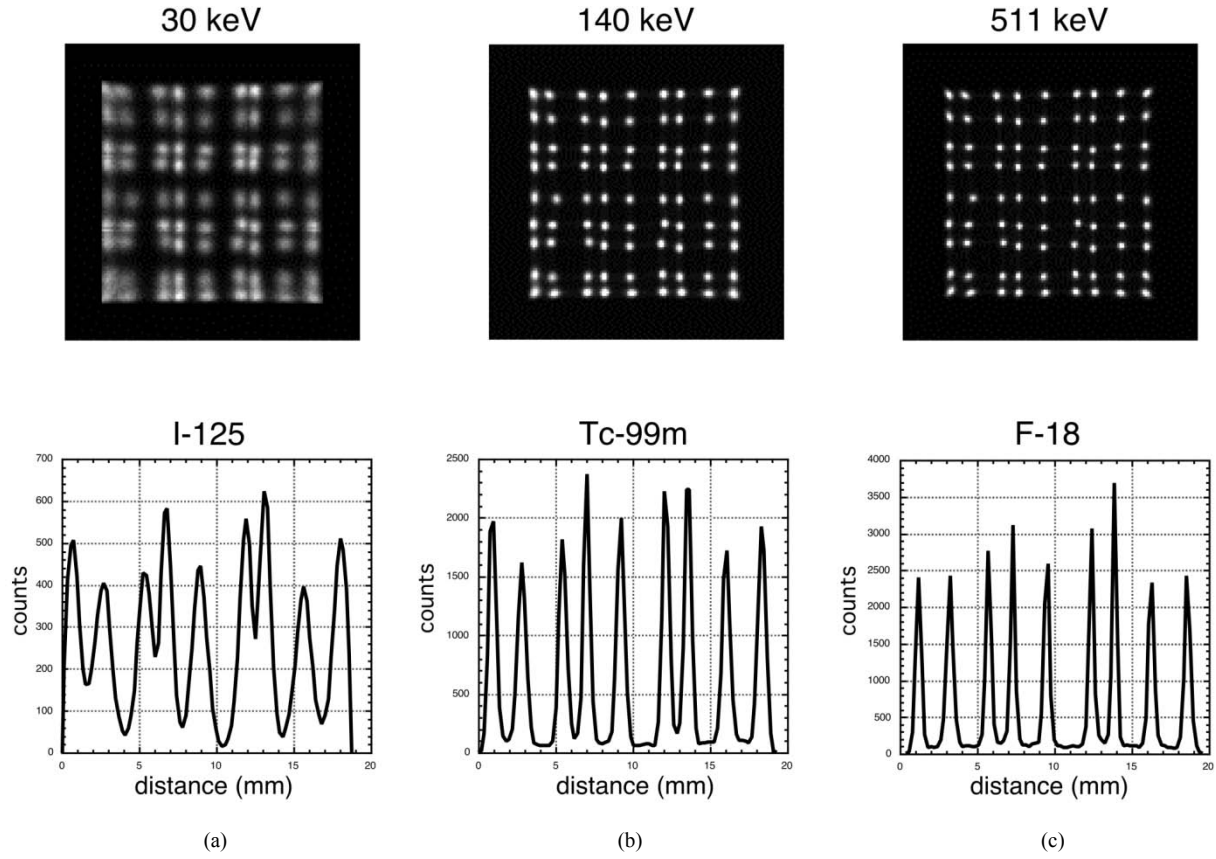 30 keV
140 keV
511 keV
I-125
Tc-99m
F-18
700
600
500
400
300
200
100
0
counts
0 5 10 15 20
distance (mm)
2500
2000
1500
1000
500
0
counts
0 5 10 15 20
distance (mm)
4000
3500
3000
2500
2000
1500
1000
500
0
counts
0 5 10 15 20
distance (mm)
(a)
(b)
(c)